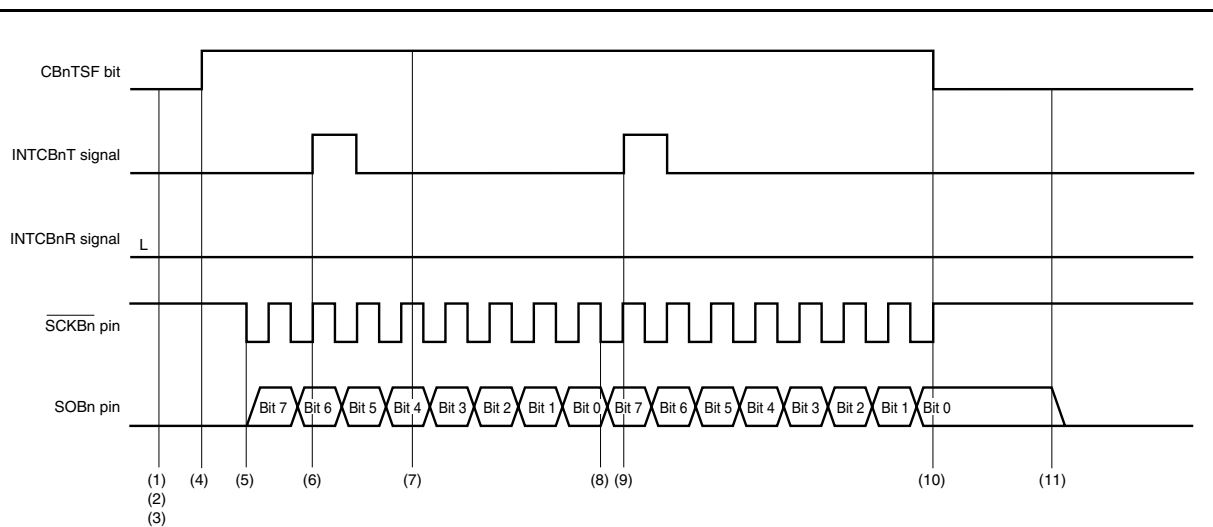 CBnTSF bit
INTCBnT signal
INTCBnR signal
L
SCKBn pin
SOBn pin
Bit 7 Bit 6 Bit 5 Bit 4 Bit 3 Bit 2 Bit 1 Bit 0 Bit 7 Bit 6 Bit 5 Bit 4 Bit 3 Bit 2 Bit 1 Bit 0
(1) (4) (5) (6) (7) (8) (9) (10) (11)
(2)
(3)